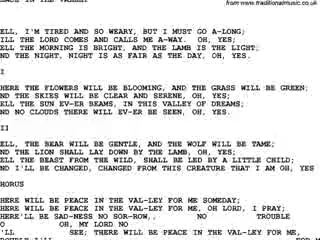 from www.traditionalmusic.co.uk
ELL, I'M TIRED AND SO WEARY, BUT I MUST GO A-LONG;
ILL THE LORD COMES AND CALLS ME A-WAY.  OH, YES;
ELL THE MORNING IS BRIGHT, AND THE LAMB IS THE LIGHT;
ND THE NIGHT, NIGHT IS AS FAIR AS THE DAY, OH, YES.
I
HERE THE FLOWERS WILL BE BLOOMING, AND THE GRASS WILL BE GREEN;
ND THE SKIES WILL BE CLEAR AND SERENE, OH, YES;
ELL THE SUN EV-ER BEAMS, IN THIS VALLEY OF DREAMS;
ND NO CLOUDS THERE WILL EV-ER BE SEEN, OH, YES.
II
ELL, THE BEAR WILL BE GENTLE, AND THE WOLF WILL BE TAME;
ND THE LION SHALL LAY DOWN BY THE LAMB, OH, YES;
ELL THE BEAST FROM THE WILD, SHALL BE LED BY A LITTLE CHILD;
ND I'LL BE CHANGED, CHANGED FROM THIS CREATURE THAT I AM OH, YES
HORUS
HERE WILL BE PEACE IN THE VAL-LEY FOR ME SOMEDAY;
HERE WILL BE PEACE IN THE VAL-LEY FOR ME, OH LORD, I PRAY;
HERE'LL BE SAD-NESS NO SOR-ROW,, NO TROUBLE
O OH, MY LORD NO
'LL SEE; THERE WILL BE PEACE IN THE VAL-LEY FOR ME,